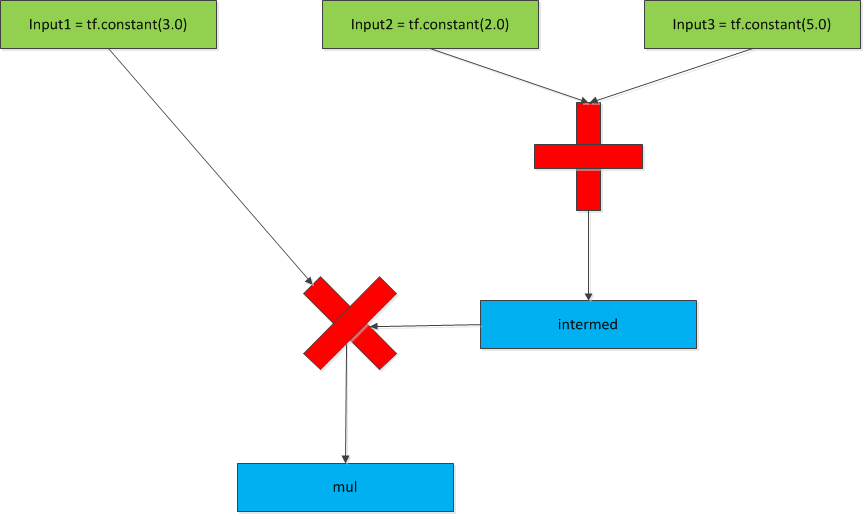 Input1 = tf.constant(3.0)
Input2 = tf.constant(2.0)
Input3 = tf.constant(5.0)
intermed
mul